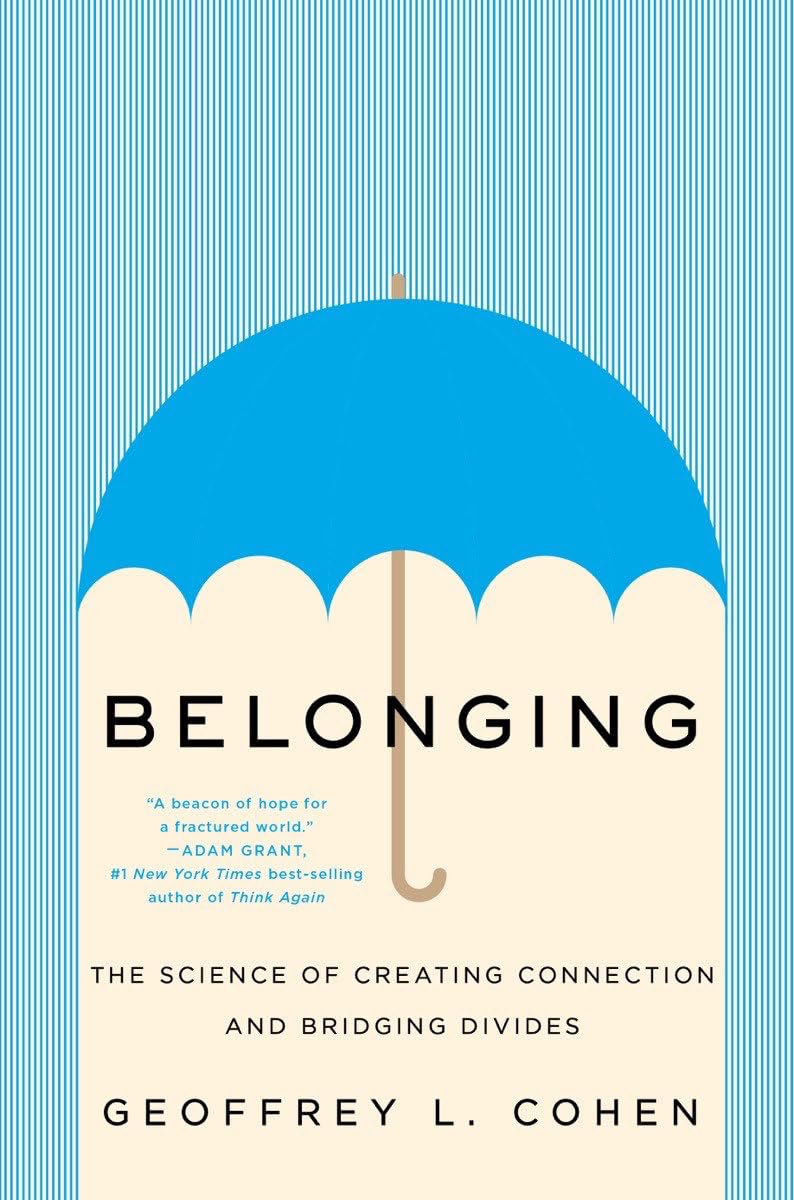 BELONGING
“A beacon of hope for
a fractured world.”
—ADAM GRANT,
#1 New York Times best-selling
author of Think Again
THE SCIENCE OF CREATING CONNECTION
AND BRIDGING DIVIDES
GEOFFREY L. COHEN